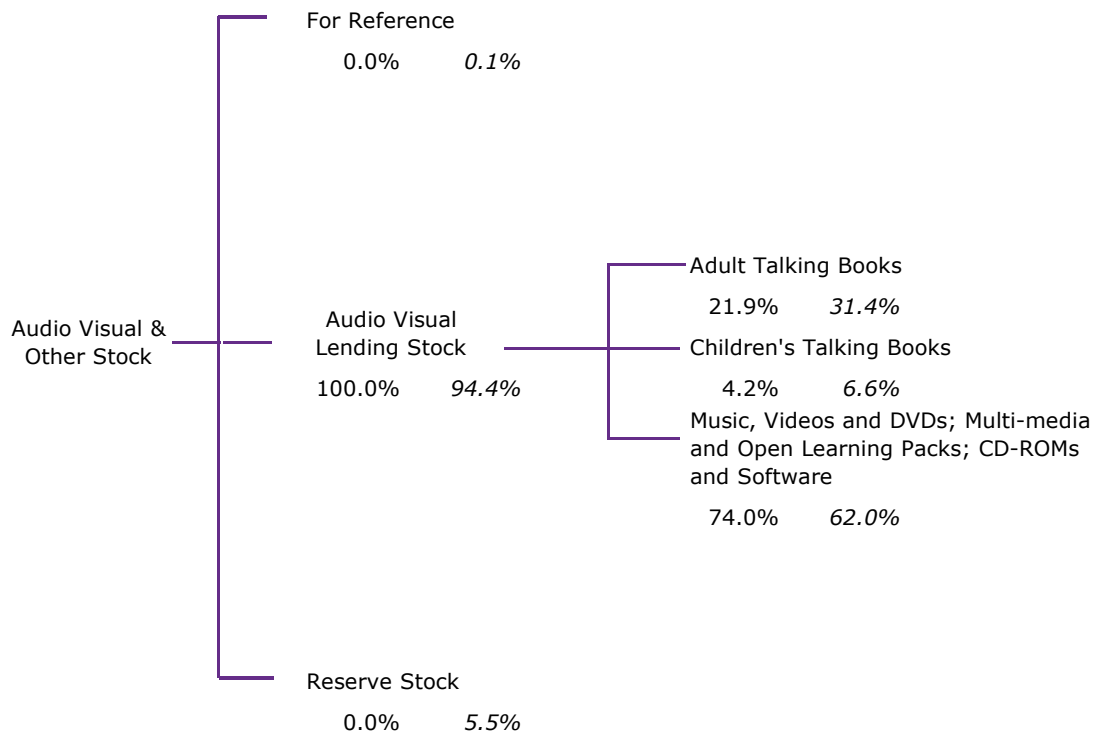 For Reference
0.0% 0.1%
Audio Visual &
Other Stock
Audio Visual
Lending Stock
100.0% 94.4%
Adult Talking Books
21.9% 31.4%
Children's Talking Books
4.2% 6.6%
Music, Videos and DVDs; Multi-media
and Open Learning Packs; CD-ROMs
and Software
74.0% 62.0%
Reserve Stock
0.0% 5.5%